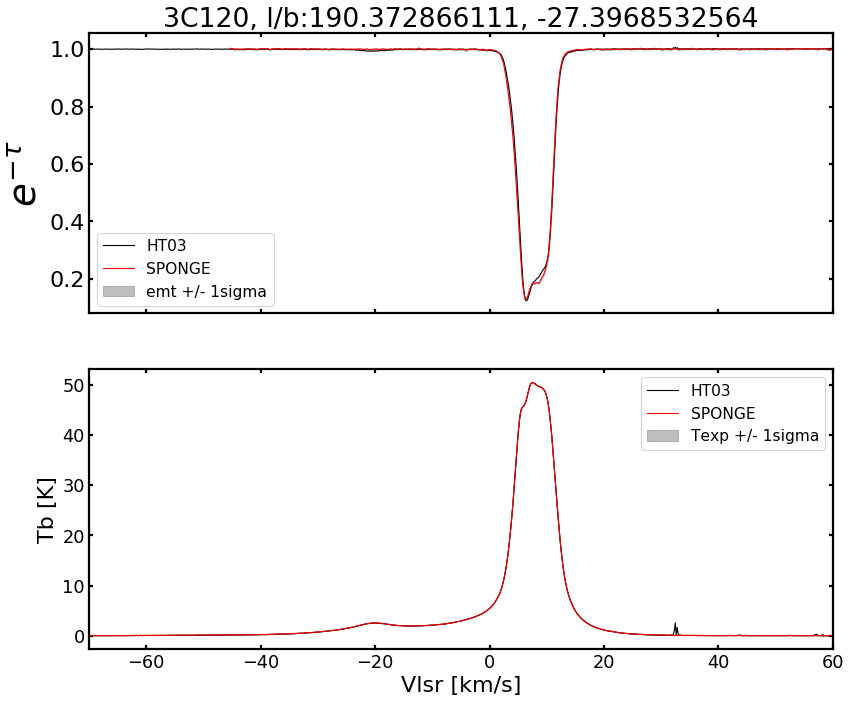 3C120, l/b:190.372866111, -27.3968532564
1.0
0.8
0.6
0.4
0.2
e^{-τ}
HT03
SPONGE
emt +/- 1sigma
50
40
30
20
10
0
Tb [K]
HT03
SPONGE
Texp +/- 1sigma
−60 −40 −20 0 20 40 60
Vlsr [km/s]